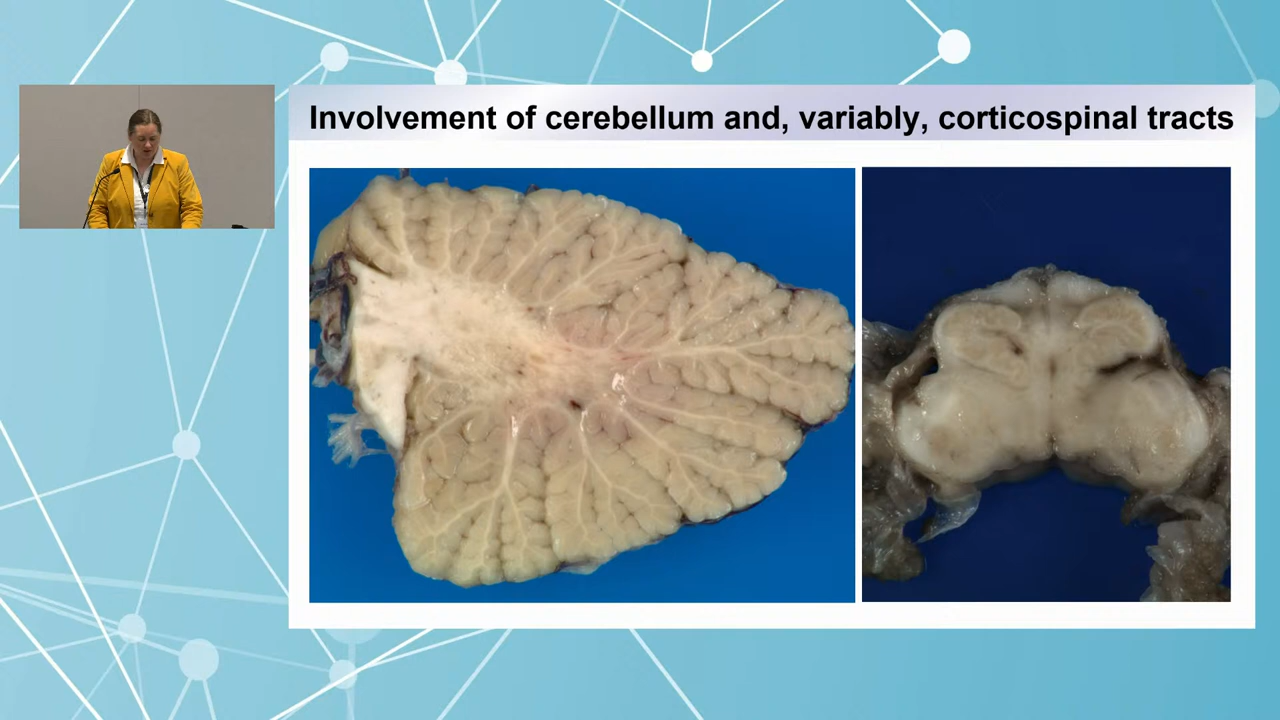 Involvement of cerebellum and, variably, corticospinal tracts